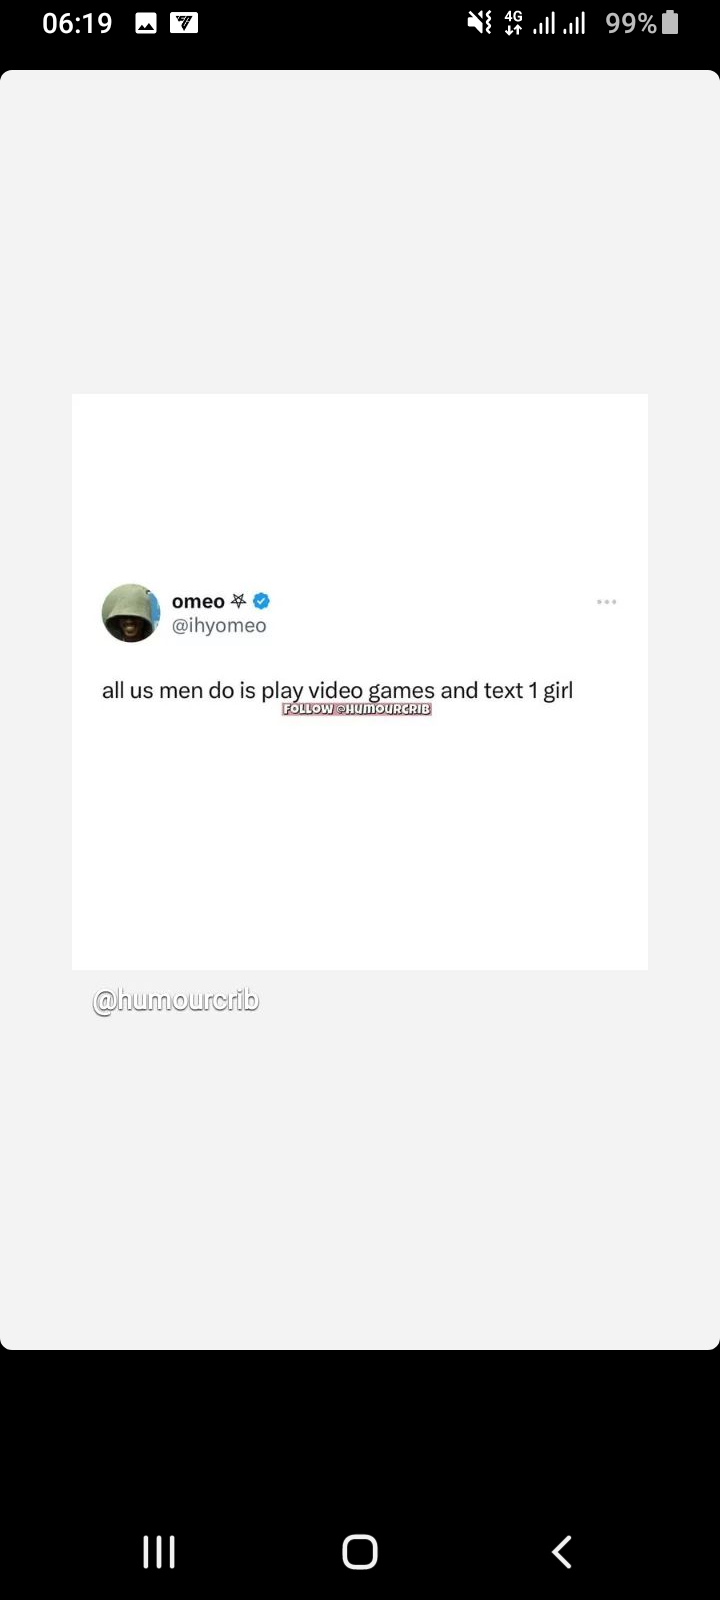 06:19
4G
99%
omeo
@ihyomeo
all us men do is play video games and text 1 girl
FOLLOW @HUMOURCRIB
@humourcrib